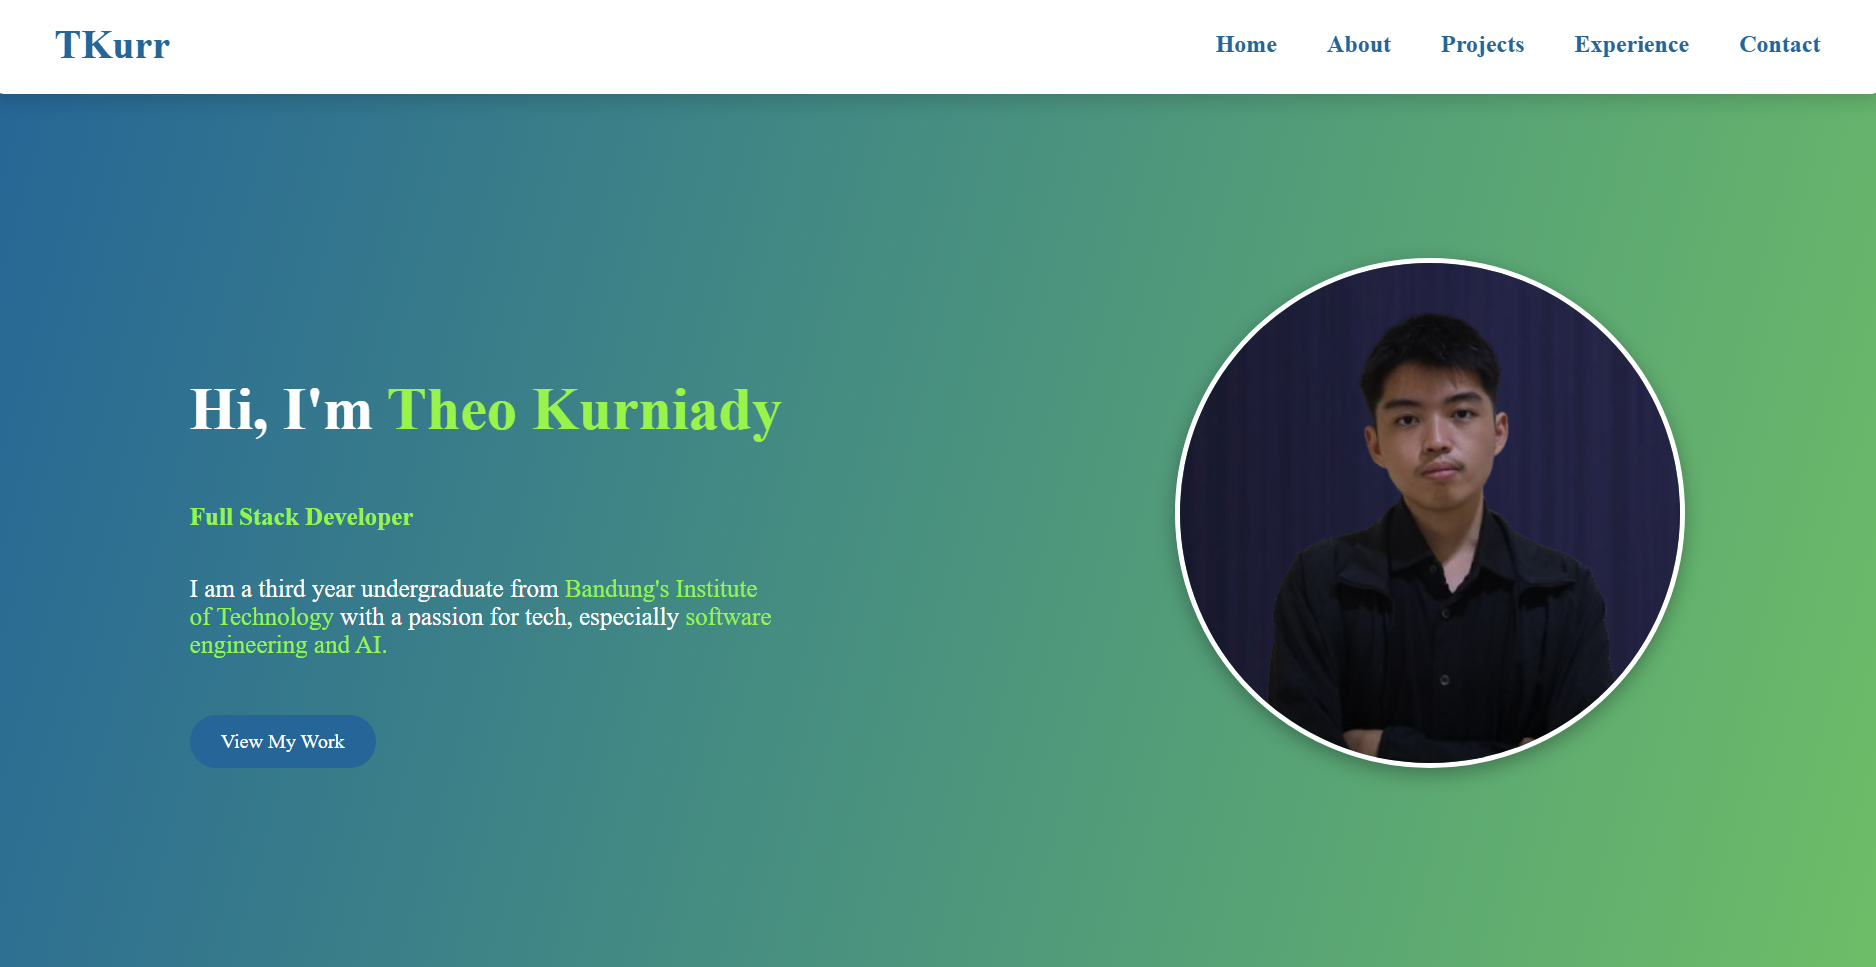 TKurr
Home About Projects Experience Contact
Hi, I'm Theo Kurniady
Full Stack Developer
I am a third year undergraduate from Bandung's Institute
of Technology with a passion for tech, especially software
engineering and AI.
View My Work